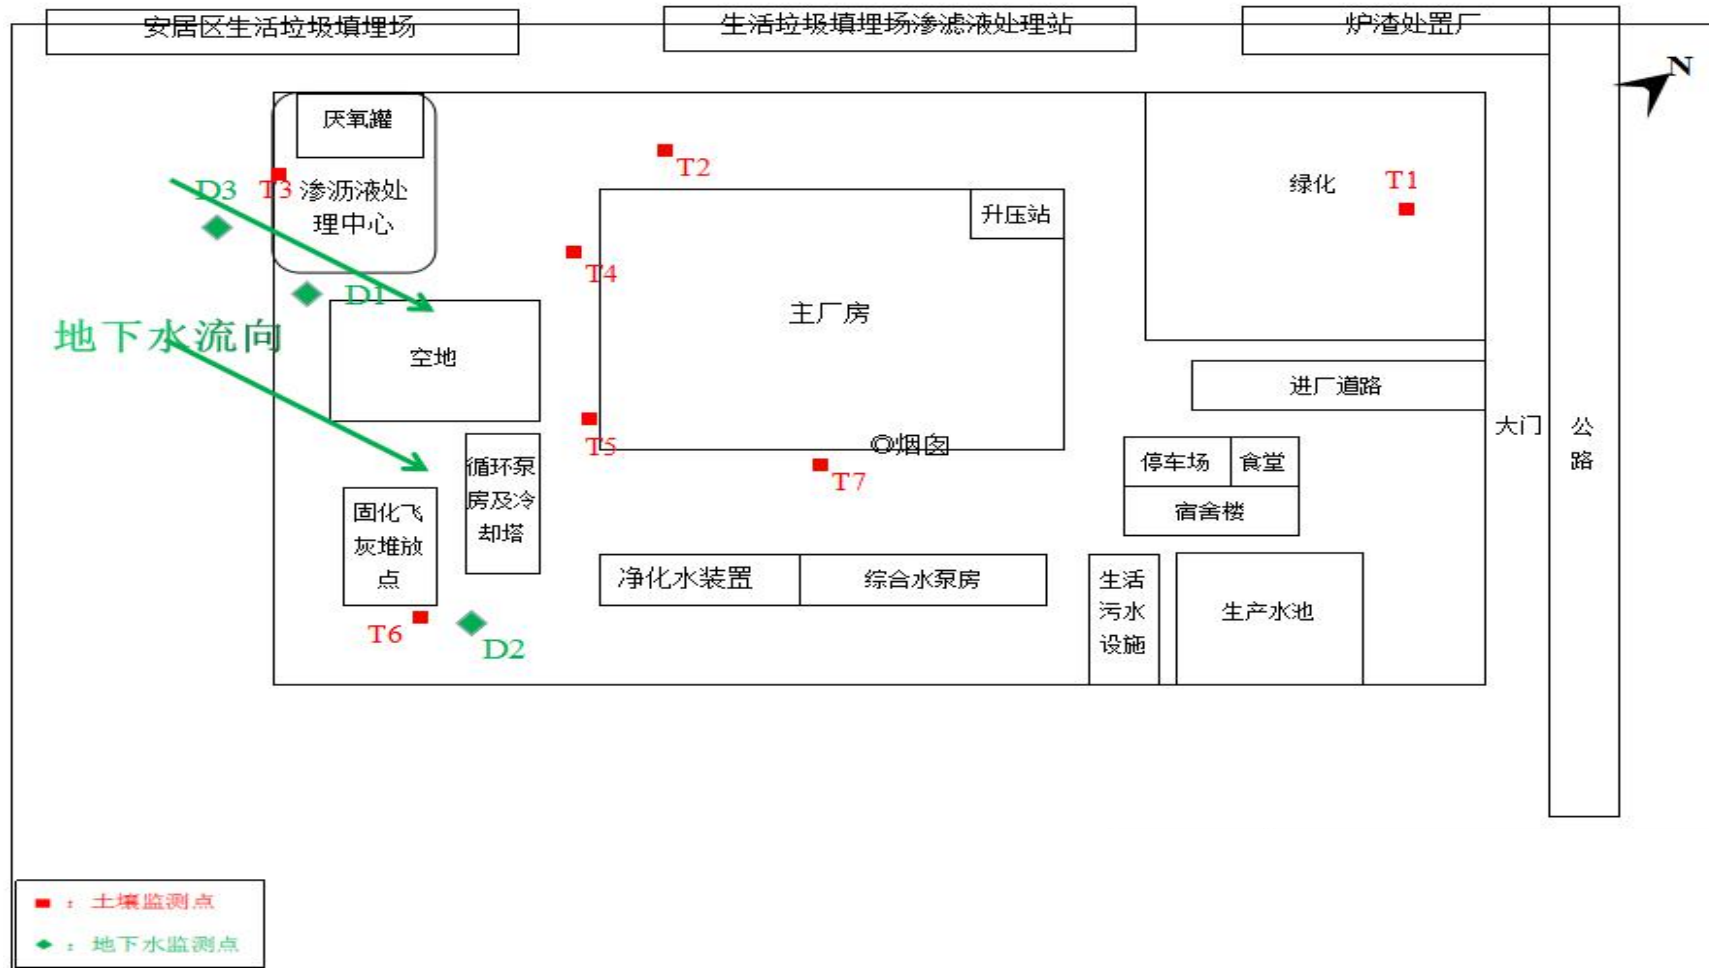 安居区生活垃圾填埋场
生活垃圾填埋场渗滤液处理站
炉渣处置厂
N
厌氧罐
T2
T3
渗沥液处
理中心
D3
绿化
T1
升压站
T4
D1
主厂房
地下水流向
空地
进厂道路
大门
公
路
T5
◎烟囱
T7
循环泵
房及冷
却塔
停车场
食堂
宿舍楼
固化飞
灰堆放
点
净化水装置
综合水泵房
生活
污水
设施
生产水池
T6
D2
：土壤监测点
：地下水监测点